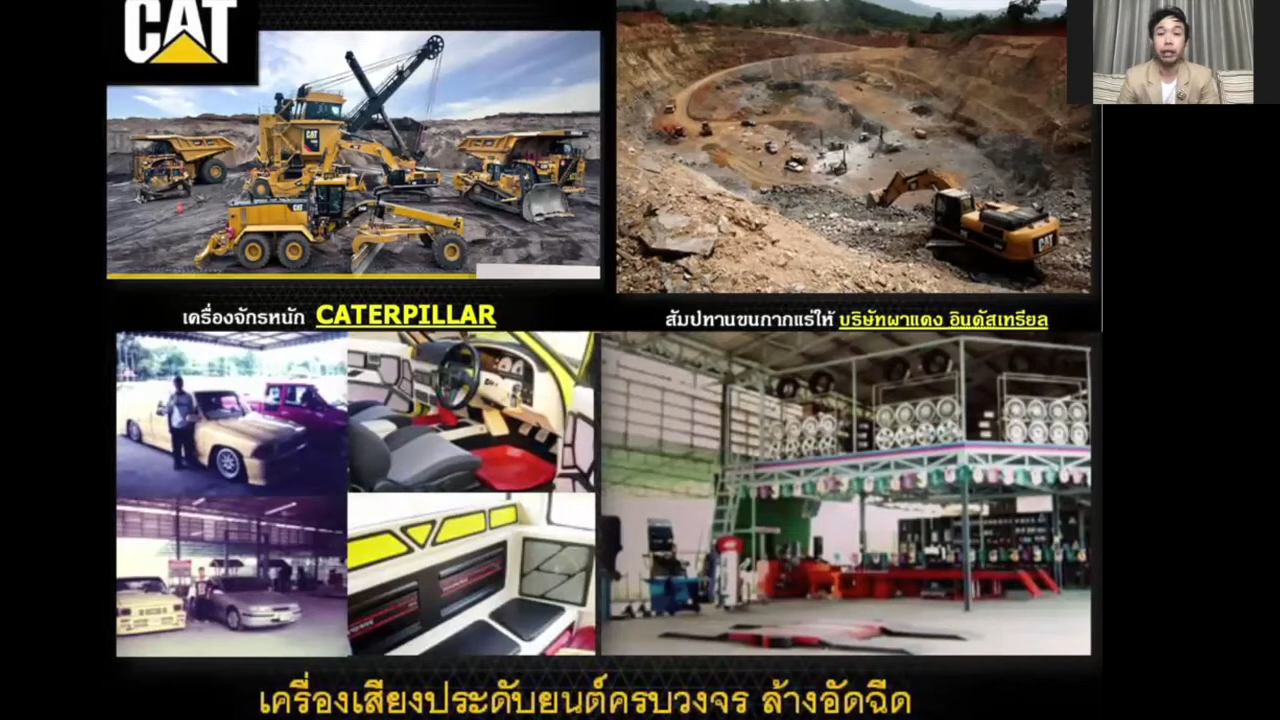 CAT
CAT
CAT
CAT
เครื่องจักรหนัก CATERPILLAR
สัมปทานขนกากแร่ให้ บริษัทผาแดง อินดัสเทรียล
เครื่องเสียงประดับยนต์ครบวงจร ล้างอัดฉีด